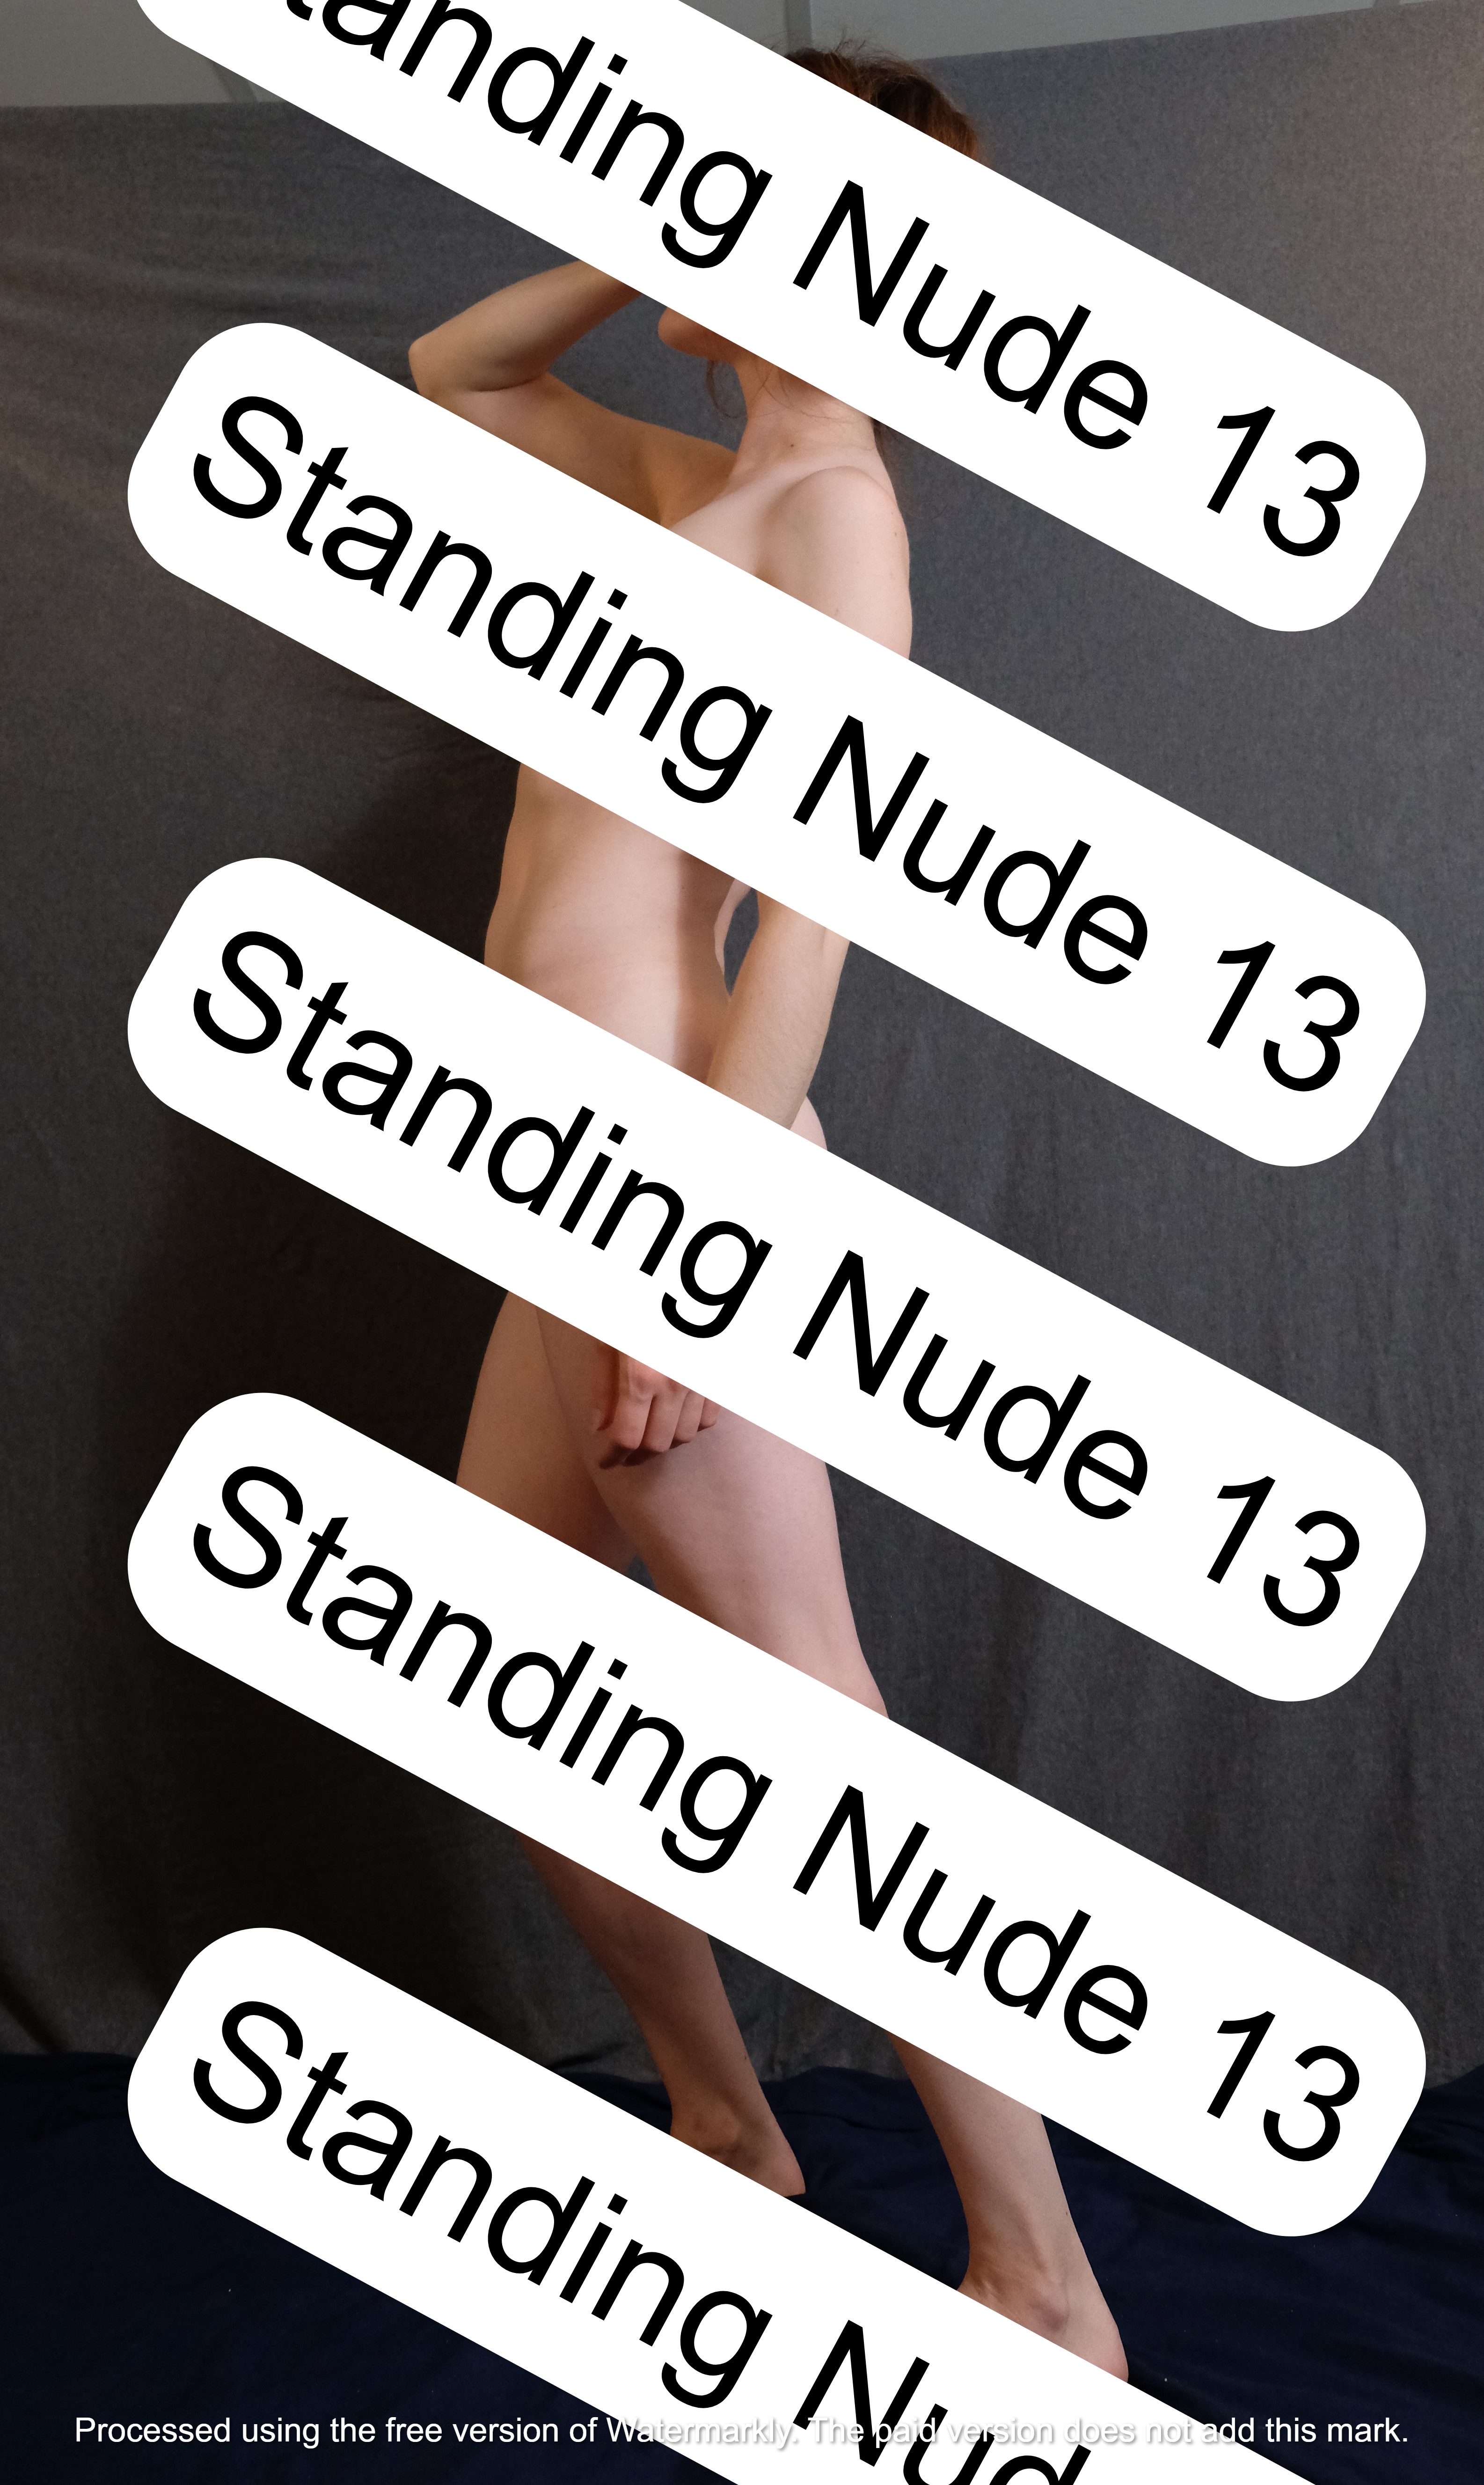 tanding Nude 13
Standing Nude 13
Standing Nude 13
Standing Nude 13
Standing Nud
Processed using the free version of Watermarkly. The paid version does not add this mark.